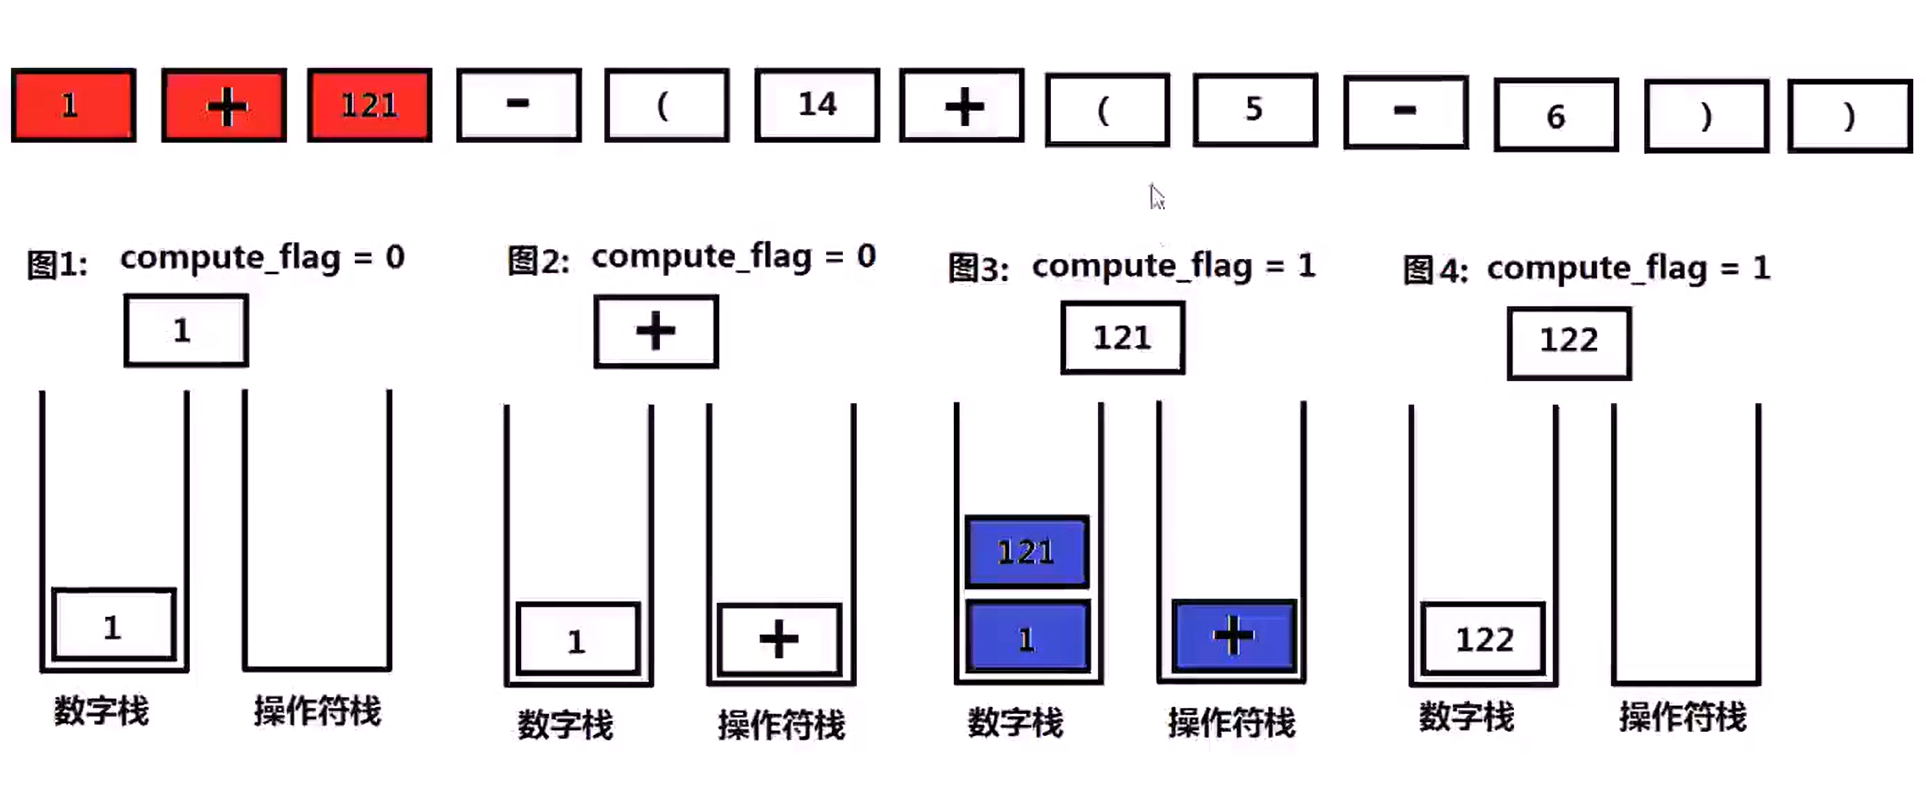 1 + 121 - ( 14 + ( 5 - 6 ) )
图1: compute_flag = 0
1
1
数字栈 操作符栈
图2: compute_flag = 0
+
1 +
数字栈 操作符栈
图3: compute_flag = 1
121
121
1 +
数字栈 操作符栈
图4: compute_flag = 1
122
122
数字栈 操作符栈